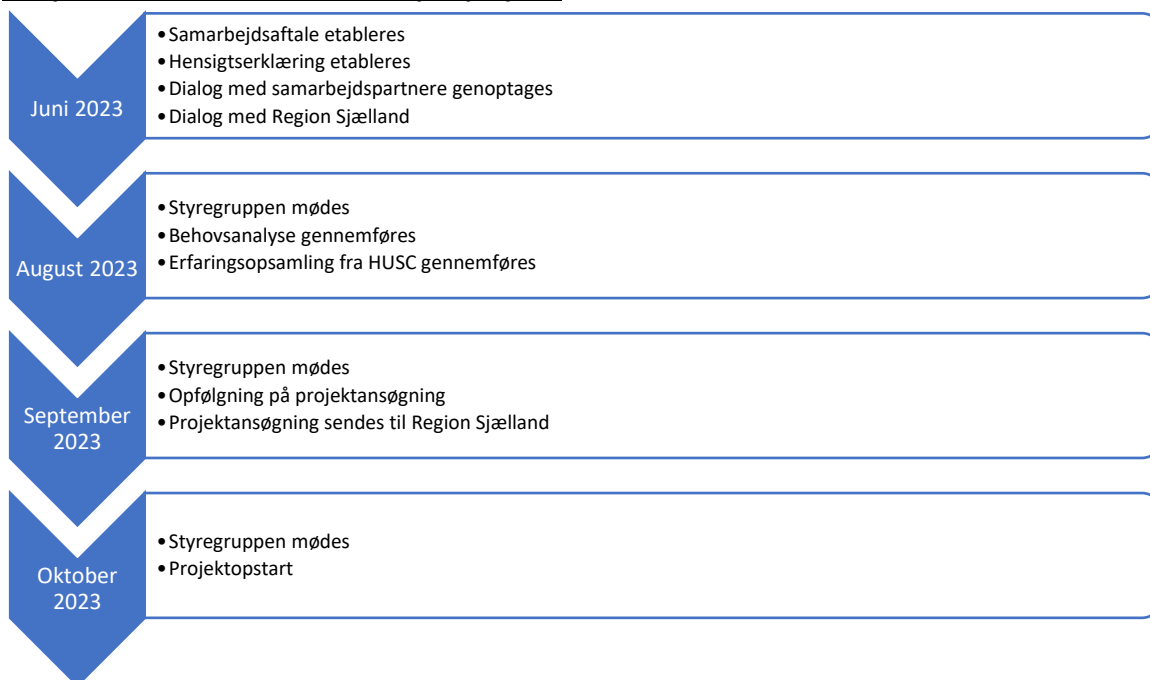 Juni 2023
•Samarbejdsaftale etableres
•Hensigtserklæring etableres
•Dialog med samarbejdspartnere genoptages
•Dialog med Region Sjælland
August 2023
•Styregruppen mødes
•Behovsanalyse gennemføres
•Erfaringsopsamling fra HUSC gennemføres
September
2023
•Styregruppen mødes
•Opfølgning på projektansøgning
•Projektansøgning sendes til Region Sjælland
Oktober
2023
•Styregruppen mødes
•Projektopstart